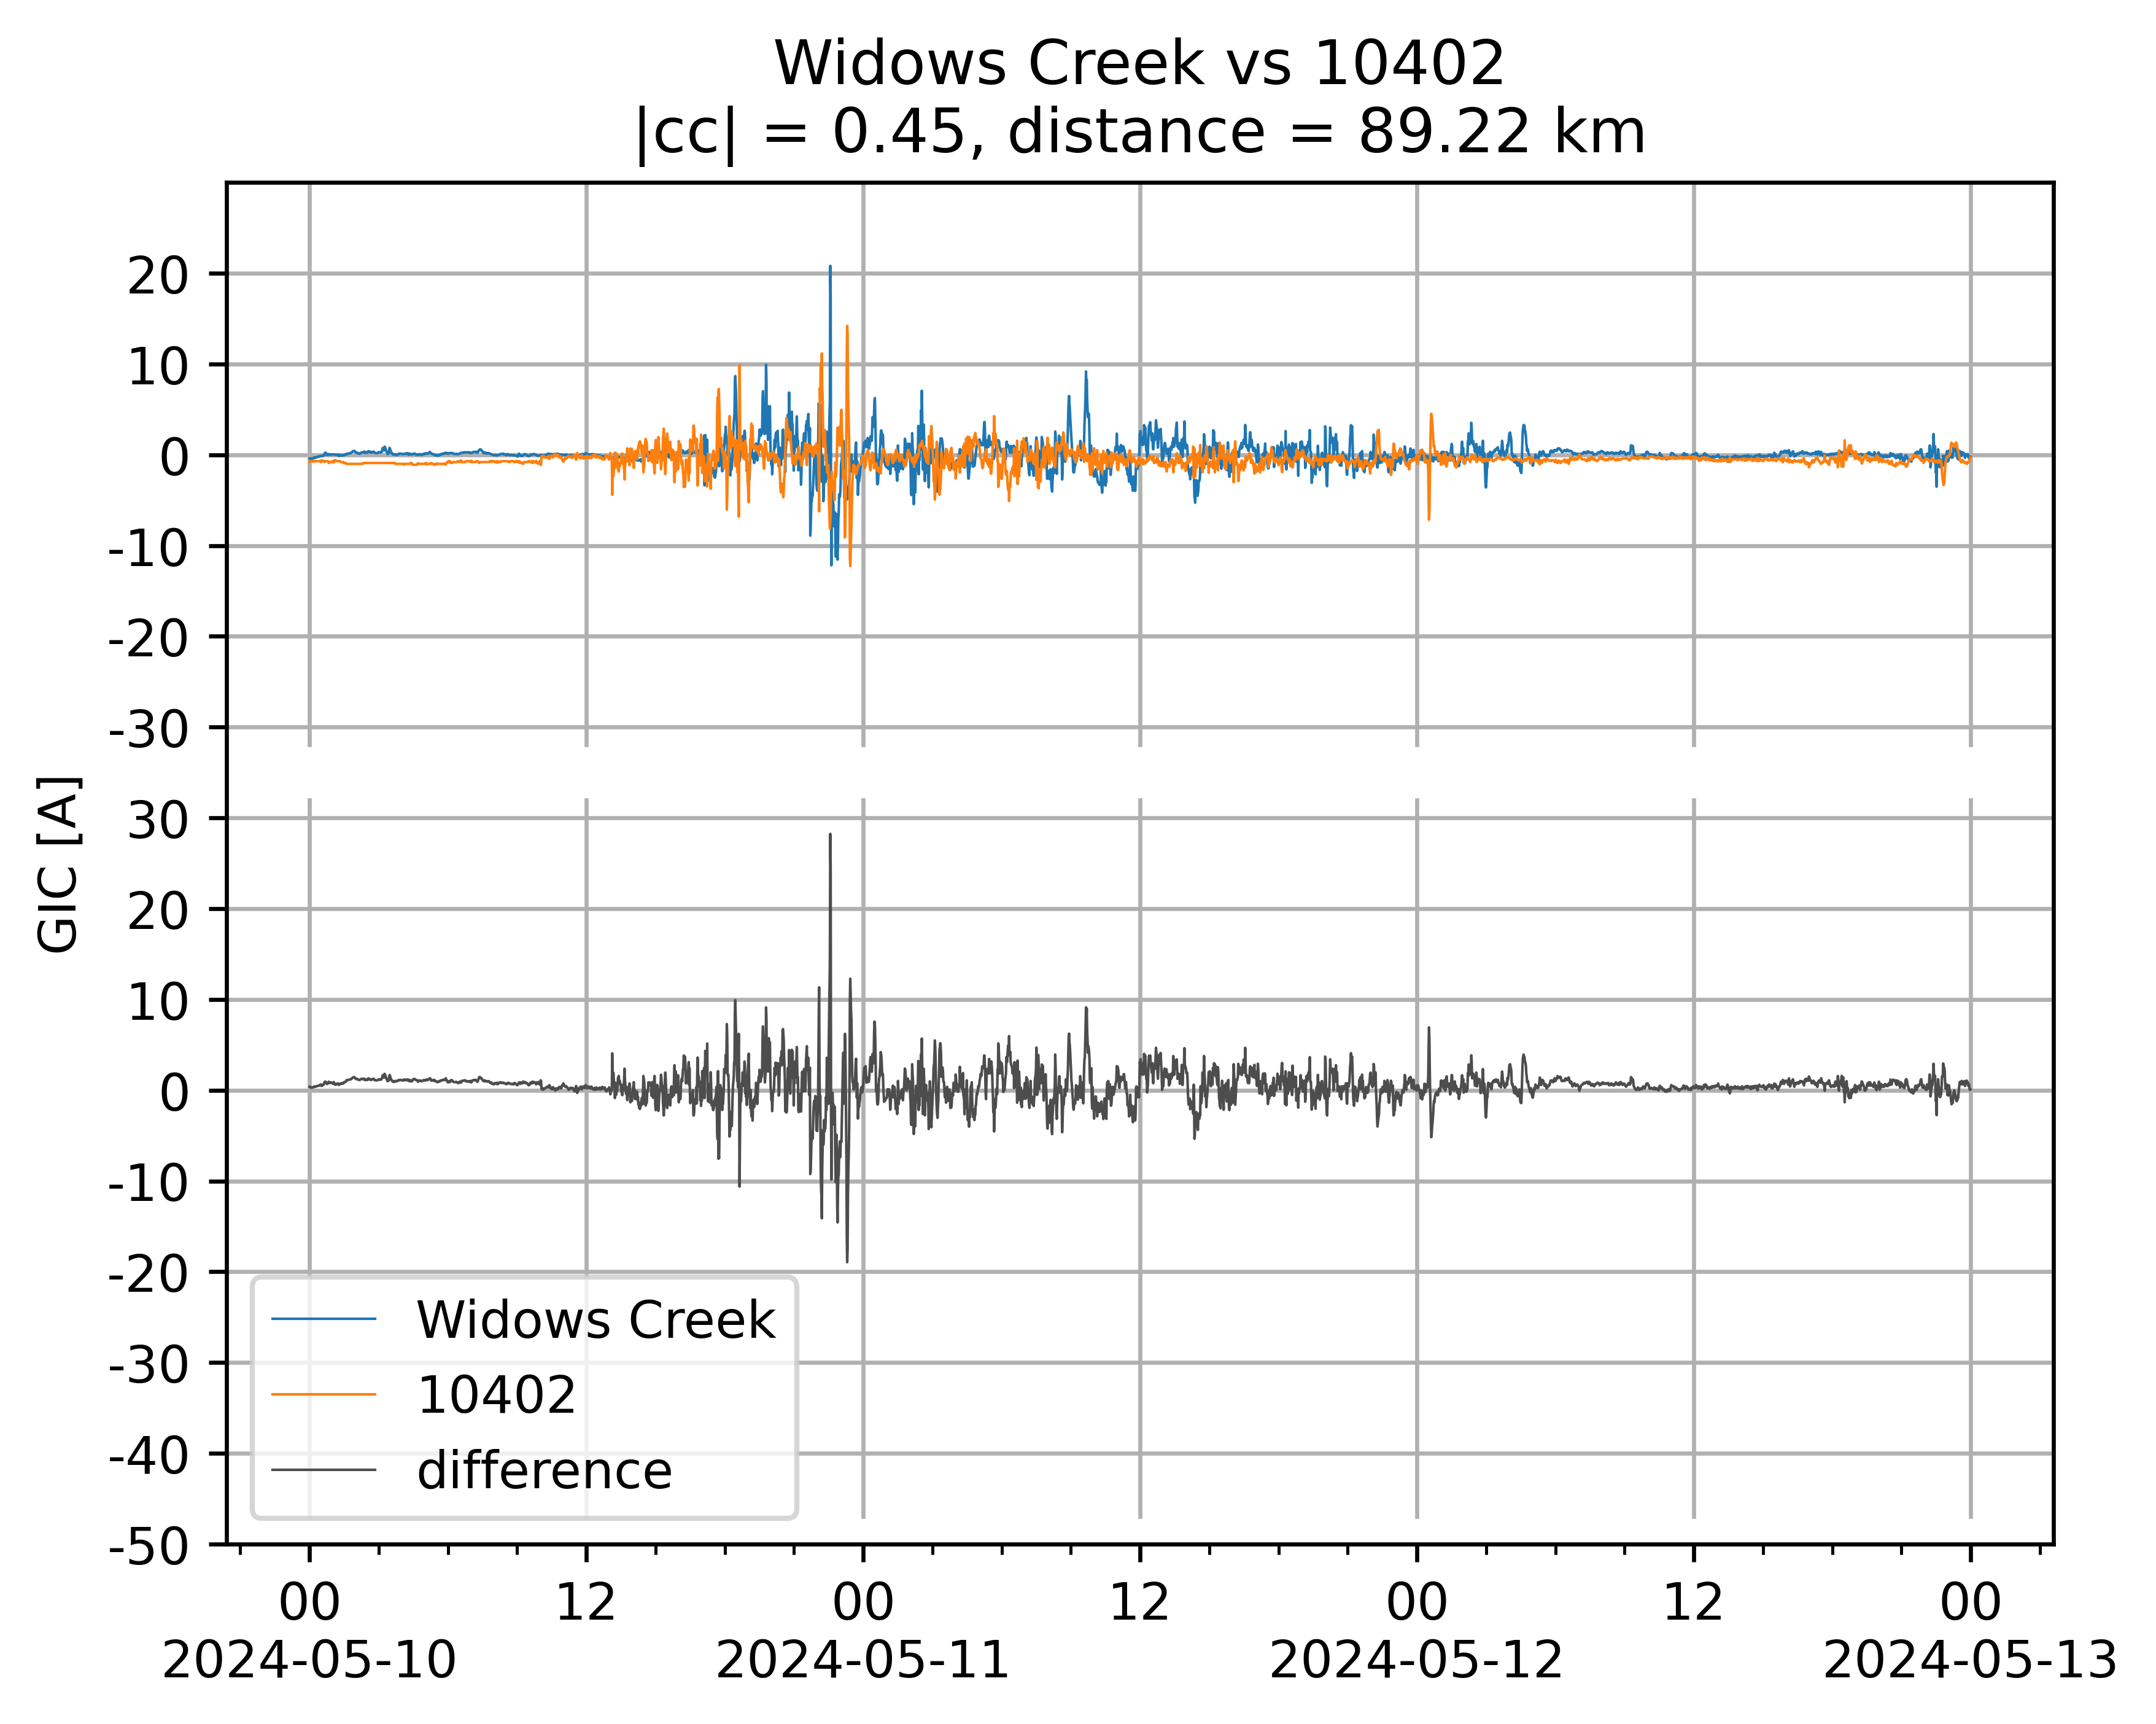 Widows Creek vs 10402
|cc| = 0.45, distance = 89.22 km
20
10
0
-10
-20
-30
30
20
10
0
-10
-20
-30
-40
-50
GIC [A]
Widows Creek
10402
difference
00 12 00 12 00 12 00
2024-05-10 2024-05-11 2024-05-12 2024-05-13